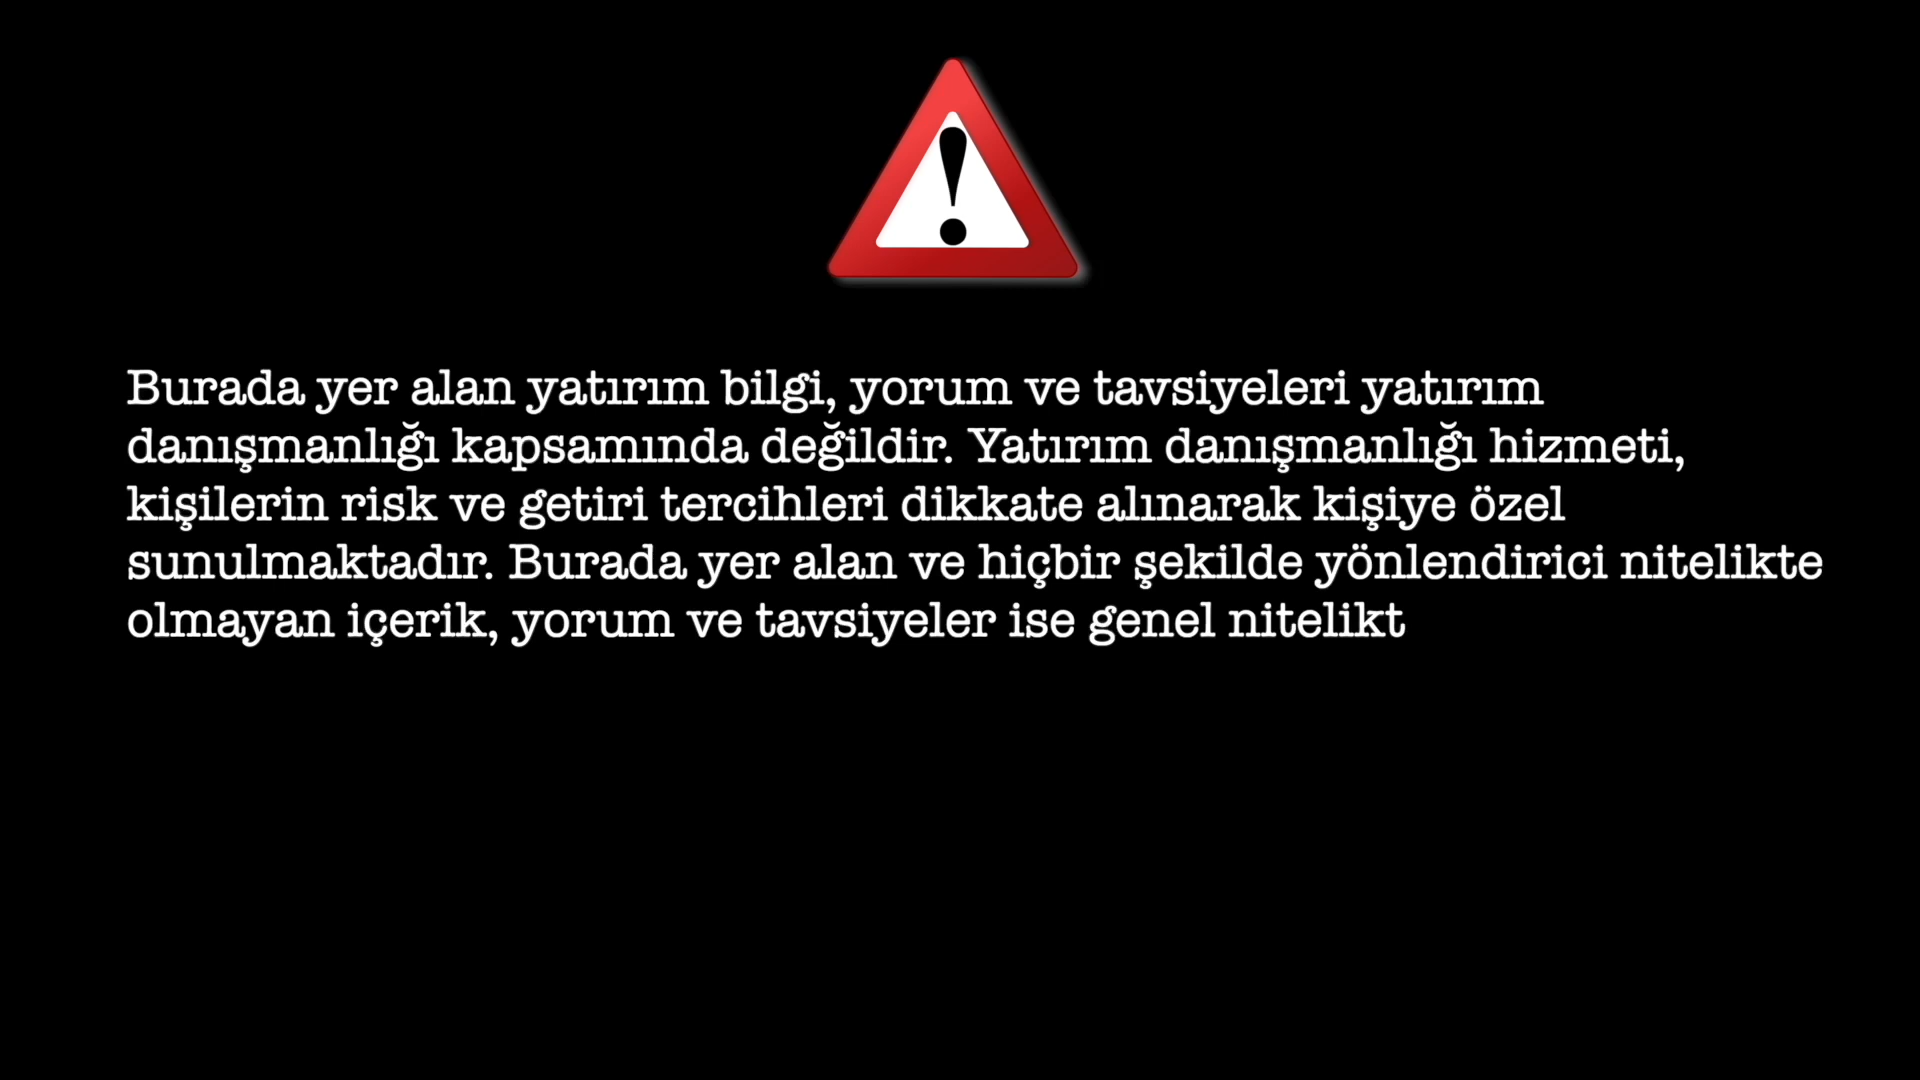 Burada yer alan yatırım bilgi, yorum ve tavsiyeleri yatırım
danışmanlığı kapsamında değildir. Yatırım danışmanlığı hizmeti,
kişilerin risk ve getiri tercihleri dikkate alınarak kişiye özel
sunulmaktadır. Burada yer alan ve hiçbir şekilde yönlendirici nitelikte
olmayan içerik, yorum ve tavsiyeler ise genel nitelikt